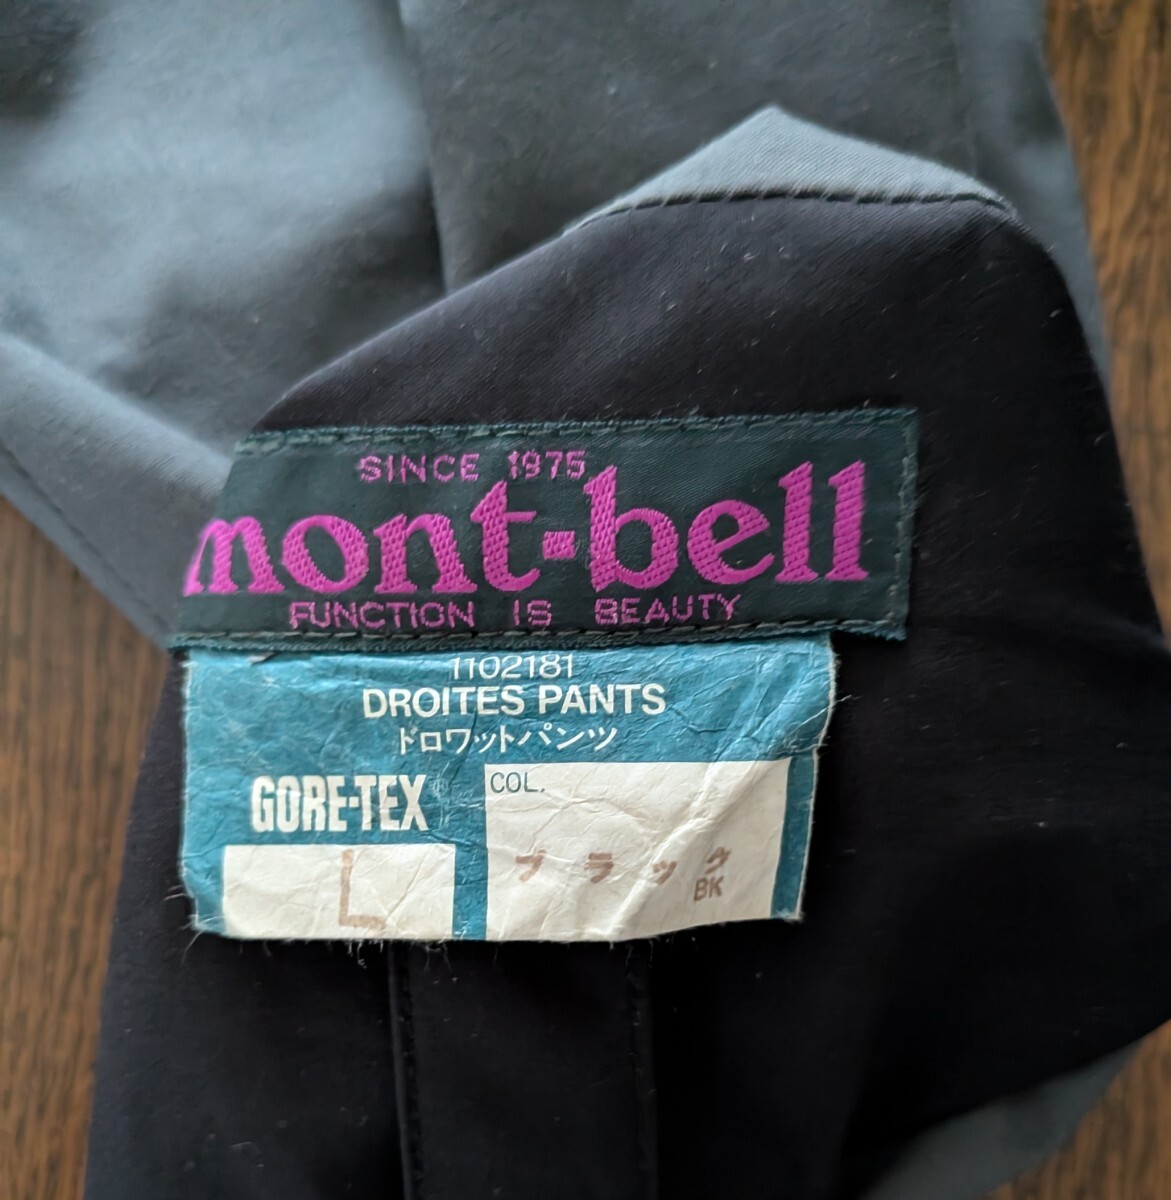 SINCE 1975
mont-bell
FUNCTION IS BEAUTY
1102181
DROITES PANTS
ドロワットパンツ
GORE-TEX
COL.
L
ブラック
BK